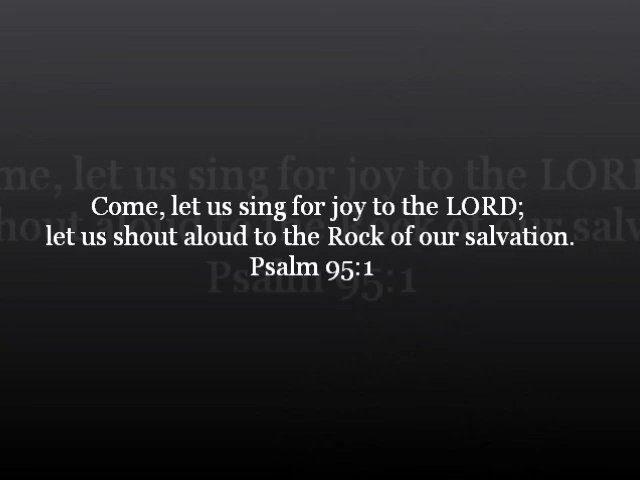 Come, let us sing for joy to the LORD;
let us shout aloud to the Rock of our salvation.
Psalm 95:1